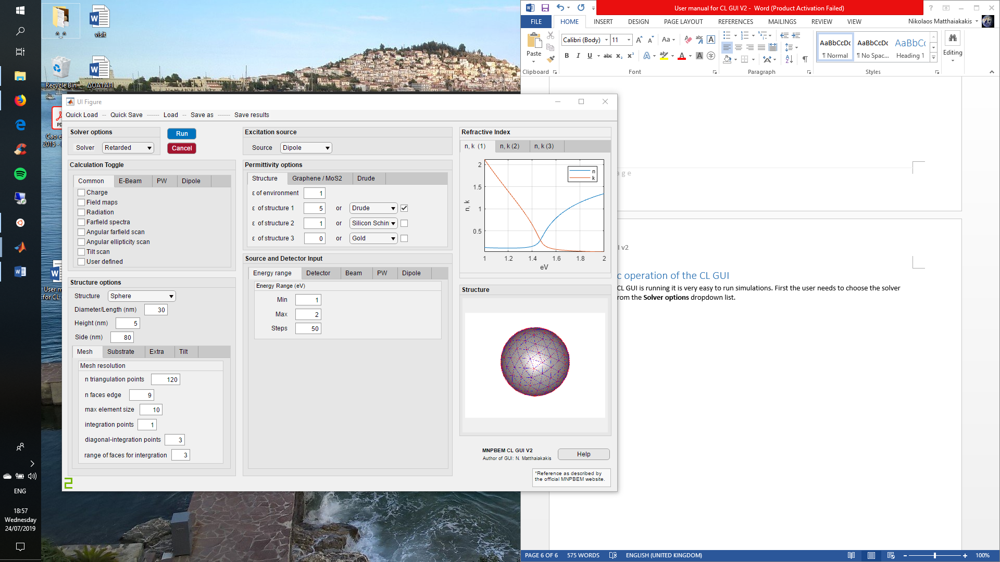 ^_^
visit
Recycle Bin
ΔΟΑΤΑΠ
ENG
18:57
Wednesday
24/07/2019
UI Figure
Quick Load -- Quick Save ------ Load -- Save as ------ Save results
Solver options
Solver Retarded
Run
Cancel
Calculation Toggle
Common E-Beam PW Dipole
Charge
Field maps
Radiation
Farfield spectra
Angular farfield scan
Angular ellipticity scan
Tilt scan
User defined
Structure options
Structure Sphere
Diameter/Length (nm) 30
Height (nm) 5
Side (nm) 80
Mesh Substrate Extra Tilt
Mesh resolution
n triangulation points 120
n faces edge 9
max element size 10
integration points 1
diagonal-integration points 3
range of faces for intergration 3
2
Excitation source
Source Dipole
Permittivity options
Structure Graphene / MoS2 Drude
ε of environment 1
ε of structure 1 5 or Drude
ε of structure 2 1 or Silicon Schin
ε of structure 3 0 or Gold
Source and Detector Input
Energy range Detector Beam PW Dipole
Energy Range (eV)
Min 1
Max 2
Steps 50
Refractive Index
n, k (1) n, k (2) n, k (3)
n
k
2
1.5
1
0.5
n, k
1 1.2 1.4 1.6 1.8 2
eV
Structure
MNPBEM CL GUI V2
Author of GUI: N. Matthaiakakis
Help
*Reference as described by
the official MNPBEM website.
User manual for CL GUI V2 - Word (Product Activation Failed)
FILE HOME INSERT DESIGN PAGE LAYOUT REFERENCES MAILINGS REVIEW VIEW Nikolaos Matthaiakakis
Calibri (Body) 11
Paste
Clipboard Font Paragraph Styles
AaBbCcDc AaBbCcDc AaBbC
¶ Normal ¶ No Spac... Heading 1
Editing
a g e
v2
c operation of the CL GUI
CL GUI is running it is very easy to run simulations. First the user needs to choose the solver
rom the Solver options dropdown list.
PAGE 6 OF 6 575 WORDS ENGLISH (UNITED KINGDOM) 100%